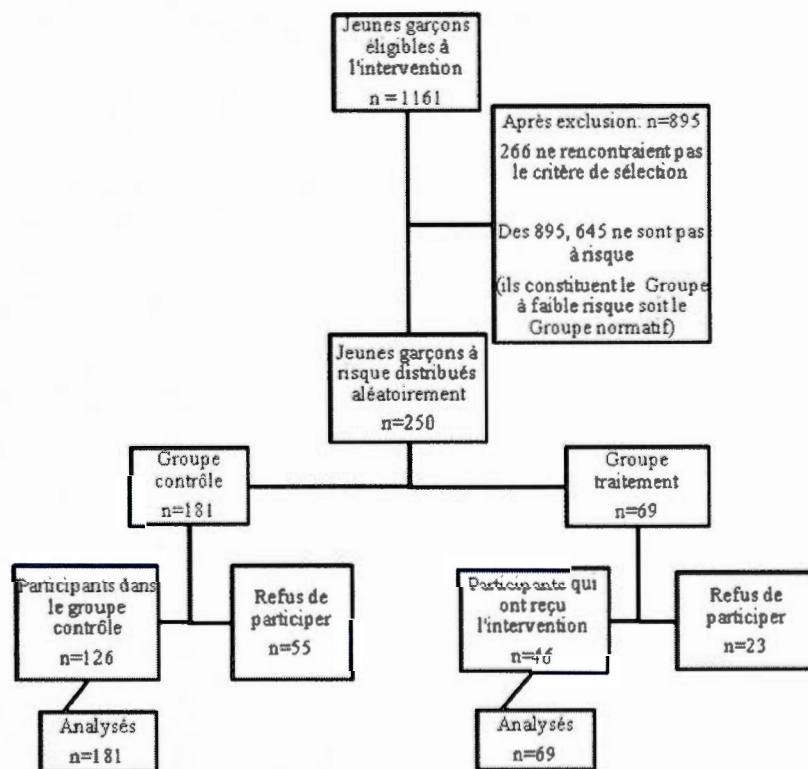 Jeunes garçons
éligibles à
l'intervention
n = 1161
Après exclusion: n=895
266 ne rencontraient pas
le critère de sélection
Des 895, 645 ne sont pas
à risque
(ils constituent le Groupe
à faible risque soit le
Groupe normatif)
Jeunes garçons à
risque distribués
aléatoirement
n=250
Groupe
contrôle
n=181
Groupe
traitement
n=69
Participants dans
le groupe
contrôle
n=126
Refus de
participer
n=55
Participants qui
ont reçu
l'intervention
n=46
Refus de
participer
n=23
Analysés
n=181
Analysés
n=69